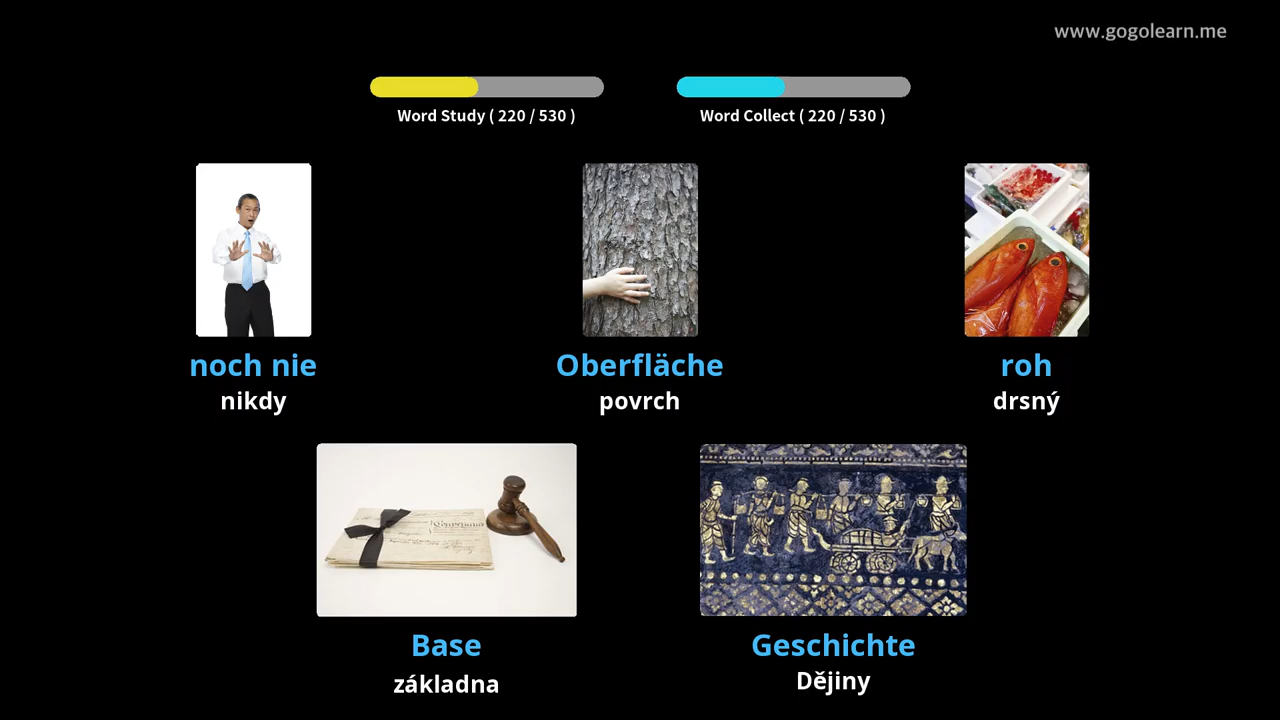 www.gogolearn.me
Word Study ( 220 / 530 )
Word Collect ( 220 / 530 )
noch nie
nikdy
Oberfläche
povrch
roh
drsný
Base
základna
Geschichte
Dějiny